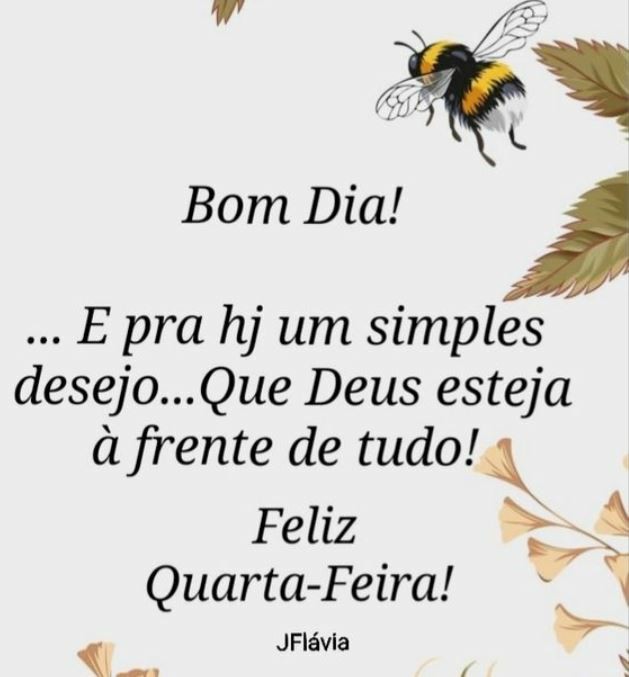 Bom Dia!
... E pra hj um simples
desejo...Que Deus esteja
à frente de tudo!
Feliz
Quarta-Feira!
JFlávia